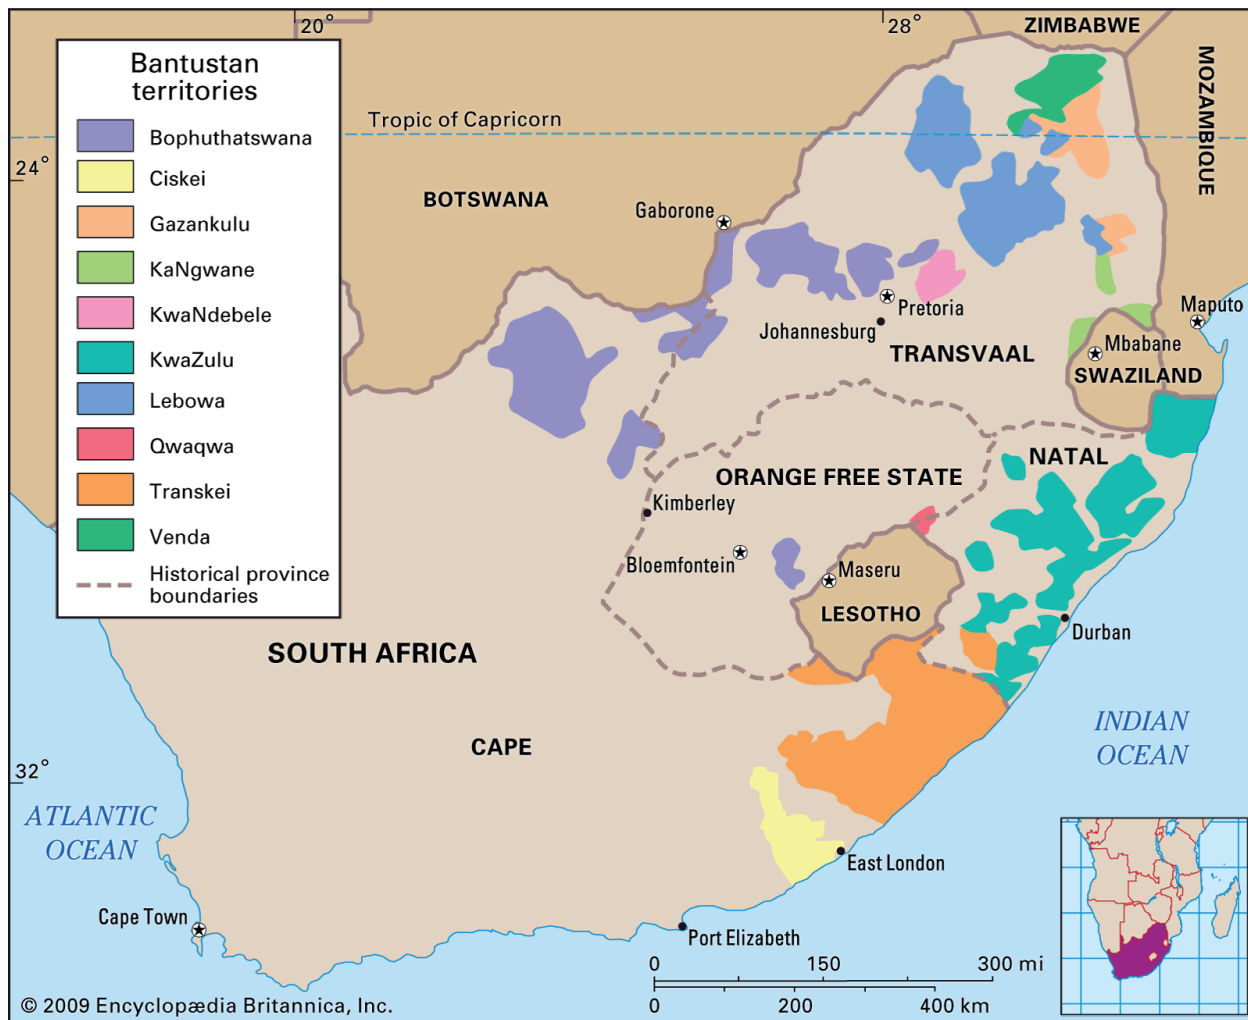 20°
28°
ZIMBABWE
Bantustan
territories
Bophuthatswana
Ciskei
Gazankulu
KaNgwane
KwaNdebele
KwaZulu
Lebowa
Qwaqwa
Transkei
Venda
Historical province
boundaries
MOZAMBIQUE
Tropic of Capricorn
24°
BOTSWANA
Gaborone
Pretoria
Johannesburg
Maputo
TRANSVAAL
Mbabane
SWAZILAND
NATAL
ORANGE FREE STATE
Kimberley
Bloemfontein
Maseru
LESOTHO
Durban
SOUTH AFRICA
CAPE
INDIAN
OCEAN
32°
ATLANTIC
OCEAN
East London
Cape Town
Port Elizabeth
0 150 300 mi
0 200 400 km
© 2009 Encyclopædia Britannica, Inc.